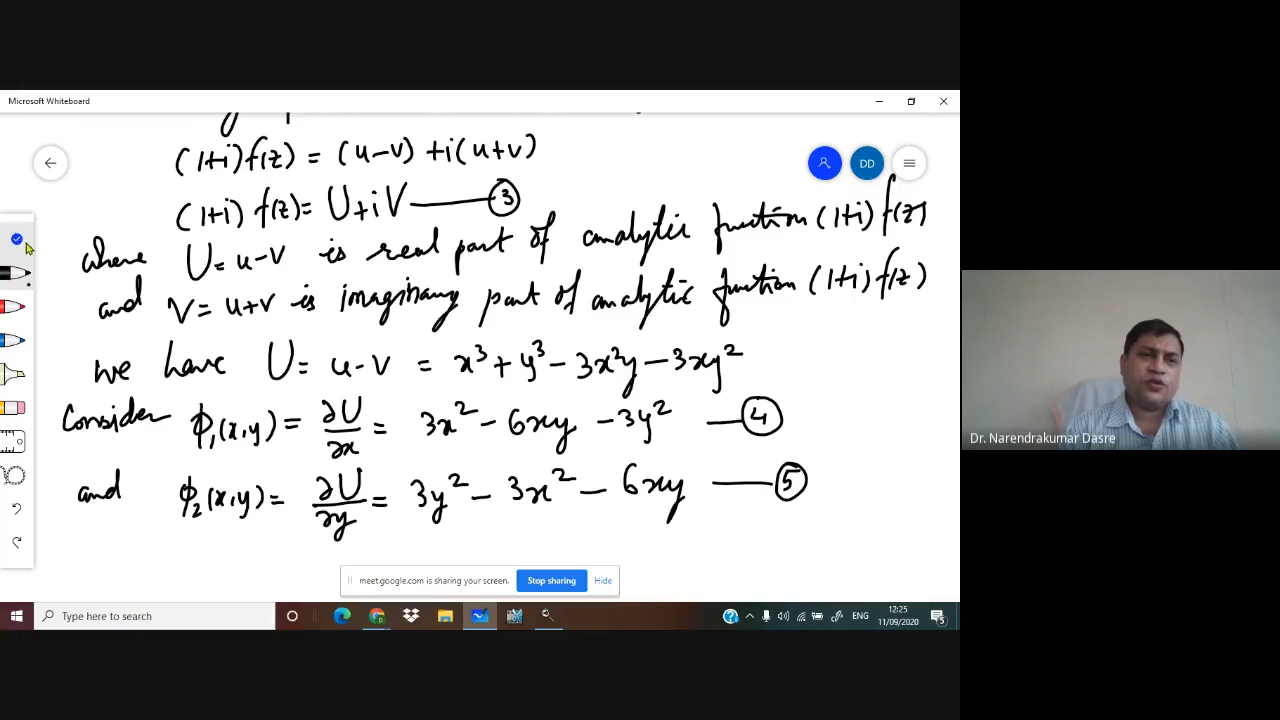 Microsoft Whiteboard
(1+i) f(z) = (u-v) + i(u+v)
DD
(1+i) f(z) = U+iV ——③
where U = u-v is real part of analytic function (1+i) f(z)
and V = u+v is imaginary part of analytic function (1+i) f(z)
we have U = u-v = x³ + y³ - 3x²y - 3xy²
Consider φ₁(x,y) = ∂U/∂x = 3x² - 6xy - 3y² ——④
and φ₂(x,y) = ∂U/∂y = 3y² - 3x² - 6xy ——⑤
Dr. Narendrakumar Dasre
meet.google.com is sharing your screen. Stop sharing Hide
Type here to search
ENG
12:25
11/09/2020
5